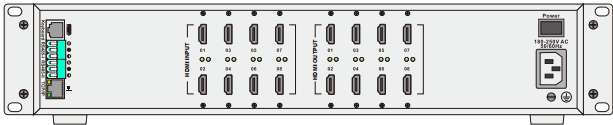 Power
180-250V AC
50/60Hz
HDMI INPUT
01 03 05 07
02 04 06 08
HDMI OUTPUT
01 03 05 07
02 04 06 08